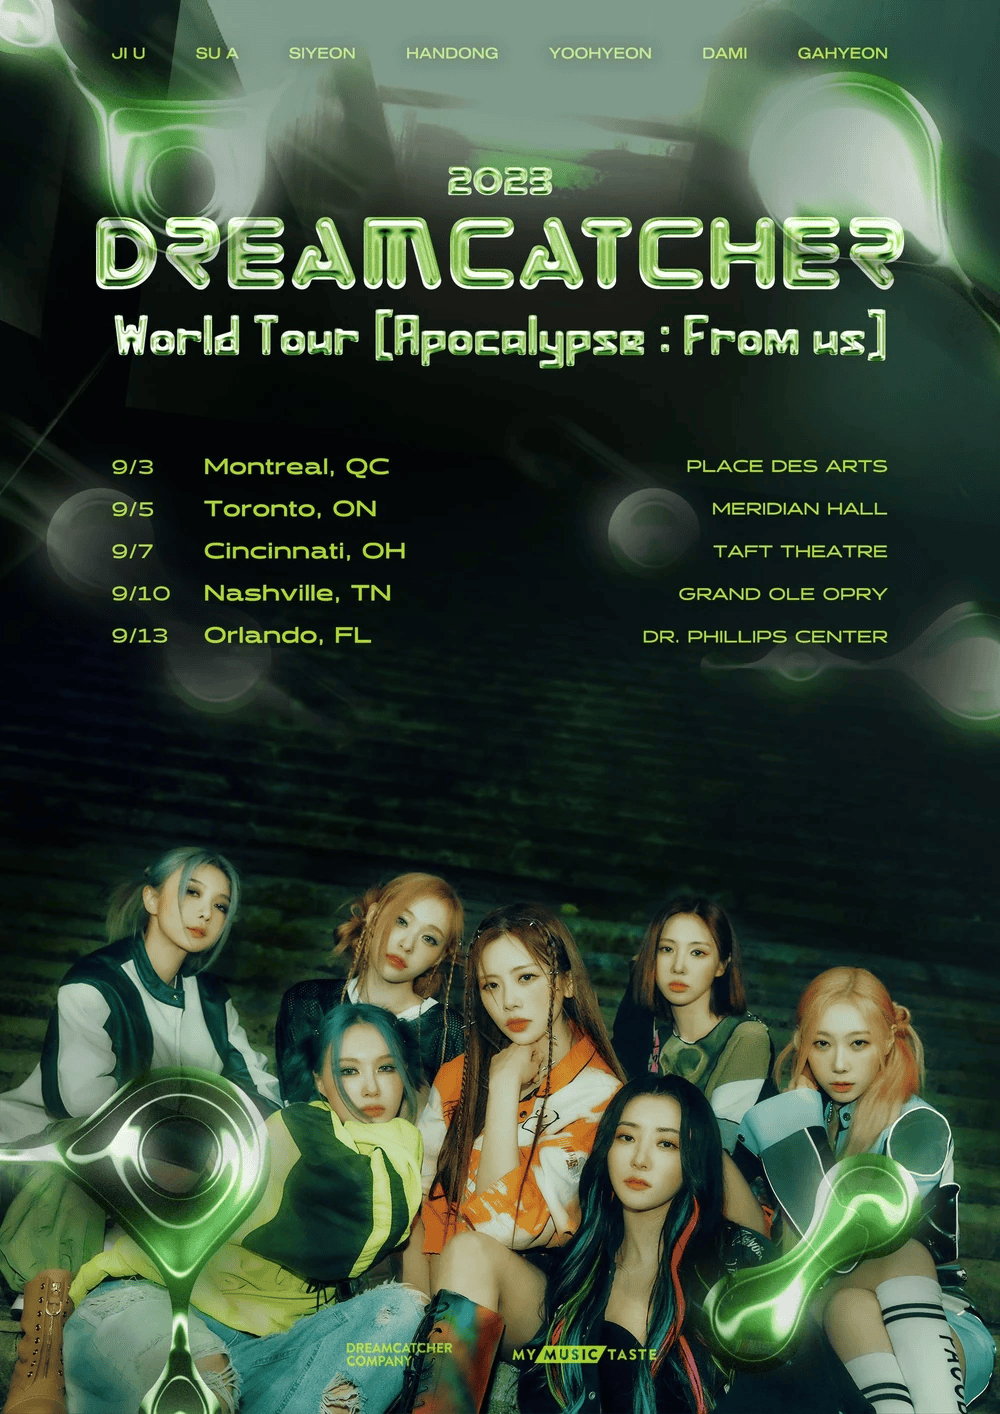 JI U SU A SIYEON HANDONG YOOHYEON DAMI GAHYEON
2023
DREAMCATCHER
World Tour [Apocalypse : From us]
9/3 Montreal, QC PLACE DES ARTS
9/5 Toronto, ON MERIDIAN HALL
9/7 Cincinnati, OH TAFT THEATRE
9/10 Nashville, TN GRAND OLE OPRY
9/13 Orlando, FL DR. PHILLIPS CENTER
DREAMCATCHER
COMPANY
MY MUSIC TASTE